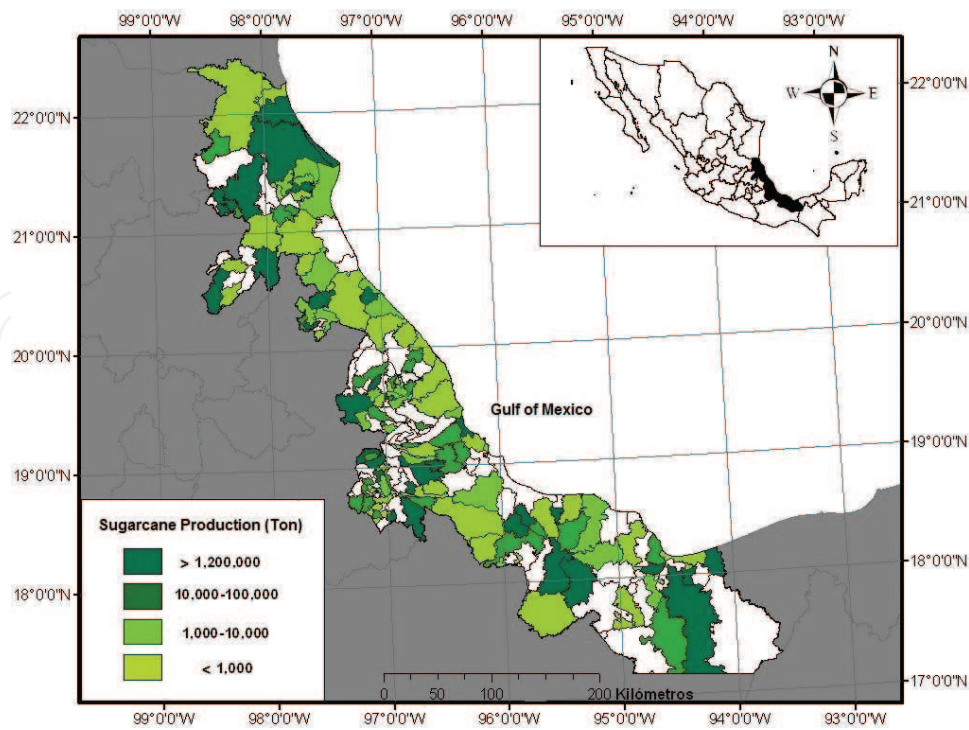 99°0'0"W 98°0'0"W 97°0'0"W 96°0'0"W 95°0'0"W 94°0'0"W 93°0'0"W
N
W E
S
22°0'0"N
22°0'0"N
21°0'0"N
21°0'0"N
20°0'0"N
20°0'0"N
Gulf of Mexico
19°0'0"N
19°0'0"N
18°0'0"N
18°0'0"N
17°0'0"N
Sugarcane Production (Ton)
> 1,200,000
10,000-100,000
1,000-10,000
< 1,000
0 50 100 200 Kilómetros
99°0'0"W 98°0'0"W 97°0'0"W 96°0'0"W 95°0'0"W 94°0'0"W 93°0'0"W